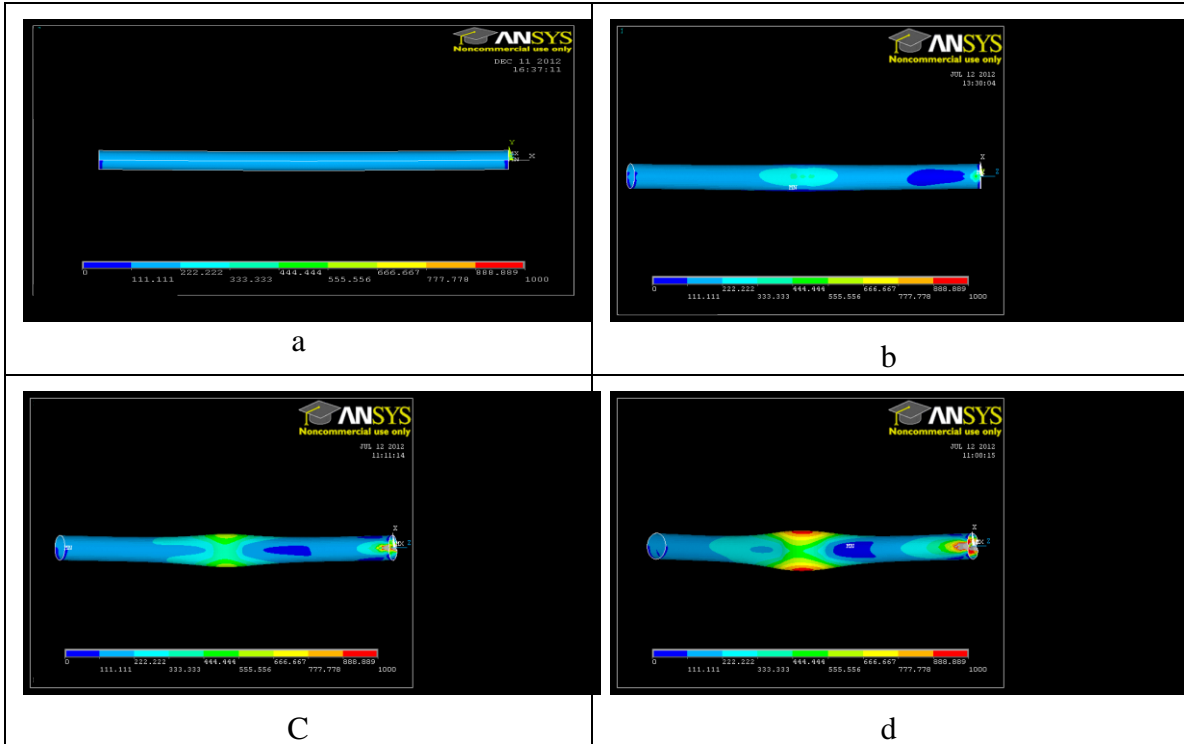 ANSYS
Noncommercial use only
DEC 11 2012
16:37:11
Y
X
0 222.222 444.444 666.667 888.889
111.111 333.333 555.556 777.778 1000
a
1
ANSYS
Noncommercial use only
JUL 12 2012
13:38:04
0 222.222 444.444 666.667 888.889
111.111 333.333 555.556 777.778 1000
b
ANSYS
Noncommercial use only
JUL 12 2012
11:11:14
0 222.222 444.444 666.667 888.889
111.111 333.333 555.556 777.778 1000
C
ANSYS
Noncommercial use only
JUL 12 2012
11:08:15
0 222.222 444.444 666.667 888.889
111.111 333.333 555.556 777.778 1000
d